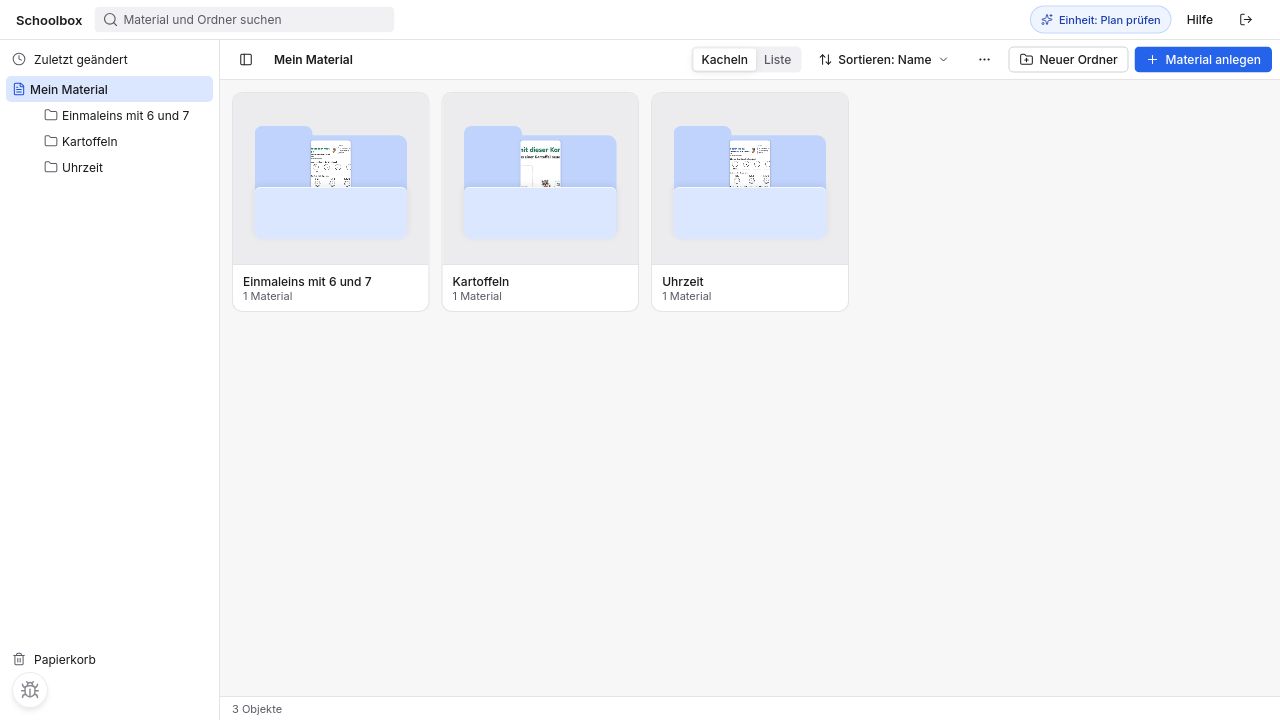 Schoolbox
Material und Ordner suchen
Einheit: Plan prüfen
Hilfe
Zuletzt geändert
Mein Material
Einmaleins mit 6 und 7
Kartoffeln
Uhrzeit
Papierkorb
Mein Material
Kacheln
Liste
Sortieren: Name
Neuer Ordner
Material anlegen
Einmaleins mit 6 und 7
1 Material
Kartoffeln
1 Material
Uhrzeit
1 Material
3 Objekte